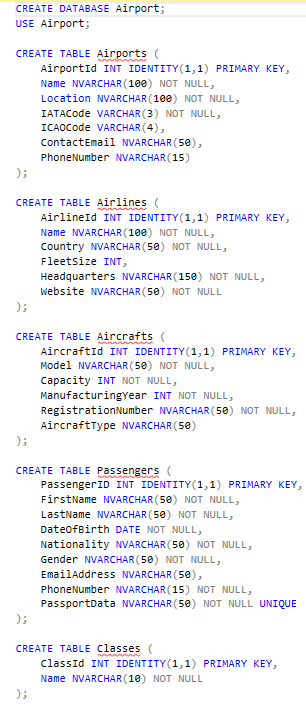 CREATE DATABASE Airport;
USE Airport;
CREATE TABLE Airports (
AirportId INT IDENTITY(1,1) PRIMARY KEY,
Name NVARCHAR(100) NOT NULL,
Location NVARCHAR(100) NOT NULL,
IATACode VARCHAR(3) NOT NULL,
ICAOCode VARCHAR(4),
ContactEmail NVARCHAR(50),
PhoneNumber NVARCHAR(15)
);
CREATE TABLE Airlines (
AirlineId INT IDENTITY(1,1) PRIMARY KEY,
Name NVARCHAR(100) NOT NULL,
Country NVARCHAR(50) NOT NULL,
FleetSize INT,
Headquarters NVARCHAR(150) NOT NULL,
Website NVARCHAR(50) NOT NULL
);
CREATE TABLE Aircrafts (
AircraftId INT IDENTITY(1,1) PRIMARY KEY,
Model NVARCHAR(50) NOT NULL,
Capacity INT NOT NULL,
ManufacturingYear INT NOT NULL,
RegistrationNumber NVARCHAR(50) NOT NULL,
AircraftType NVARCHAR(50)
);
CREATE TABLE Passengers (
PassengerID INT IDENTITY(1,1) PRIMARY KEY,
FirstName NVARCHAR(50) NOT NULL,
LastName NVARCHAR(50) NOT NULL,
DateOfBirth DATE NOT NULL,
Nationality NVARCHAR(50) NOT NULL,
Gender NVARCHAR(50) NOT NULL,
EmailAddress NVARCHAR(50),
PhoneNumber NVARCHAR(15) NOT NULL,
PassportData NVARCHAR(50) NOT NULL UNIQUE
);
CREATE TABLE Classes (
ClassId INT IDENTITY(1,1) PRIMARY KEY,
Name NVARCHAR(10) NOT NULL
);